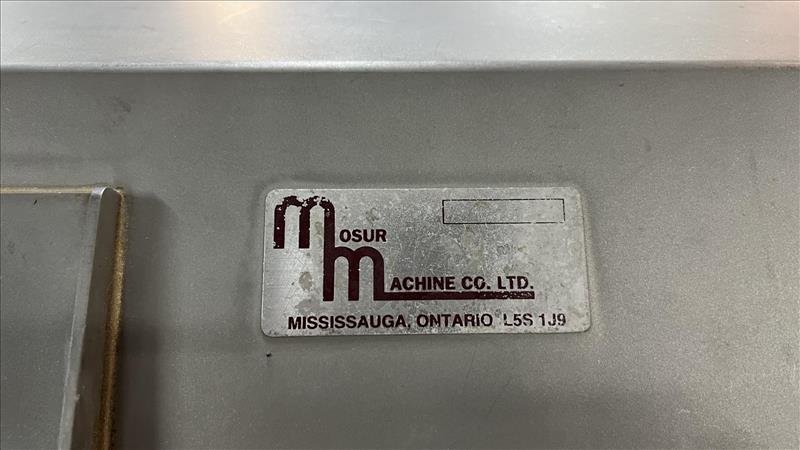 mOSUR
mACHINE CO. LTD.
MISSISSAUGA, ONTARIO L5S 1J9